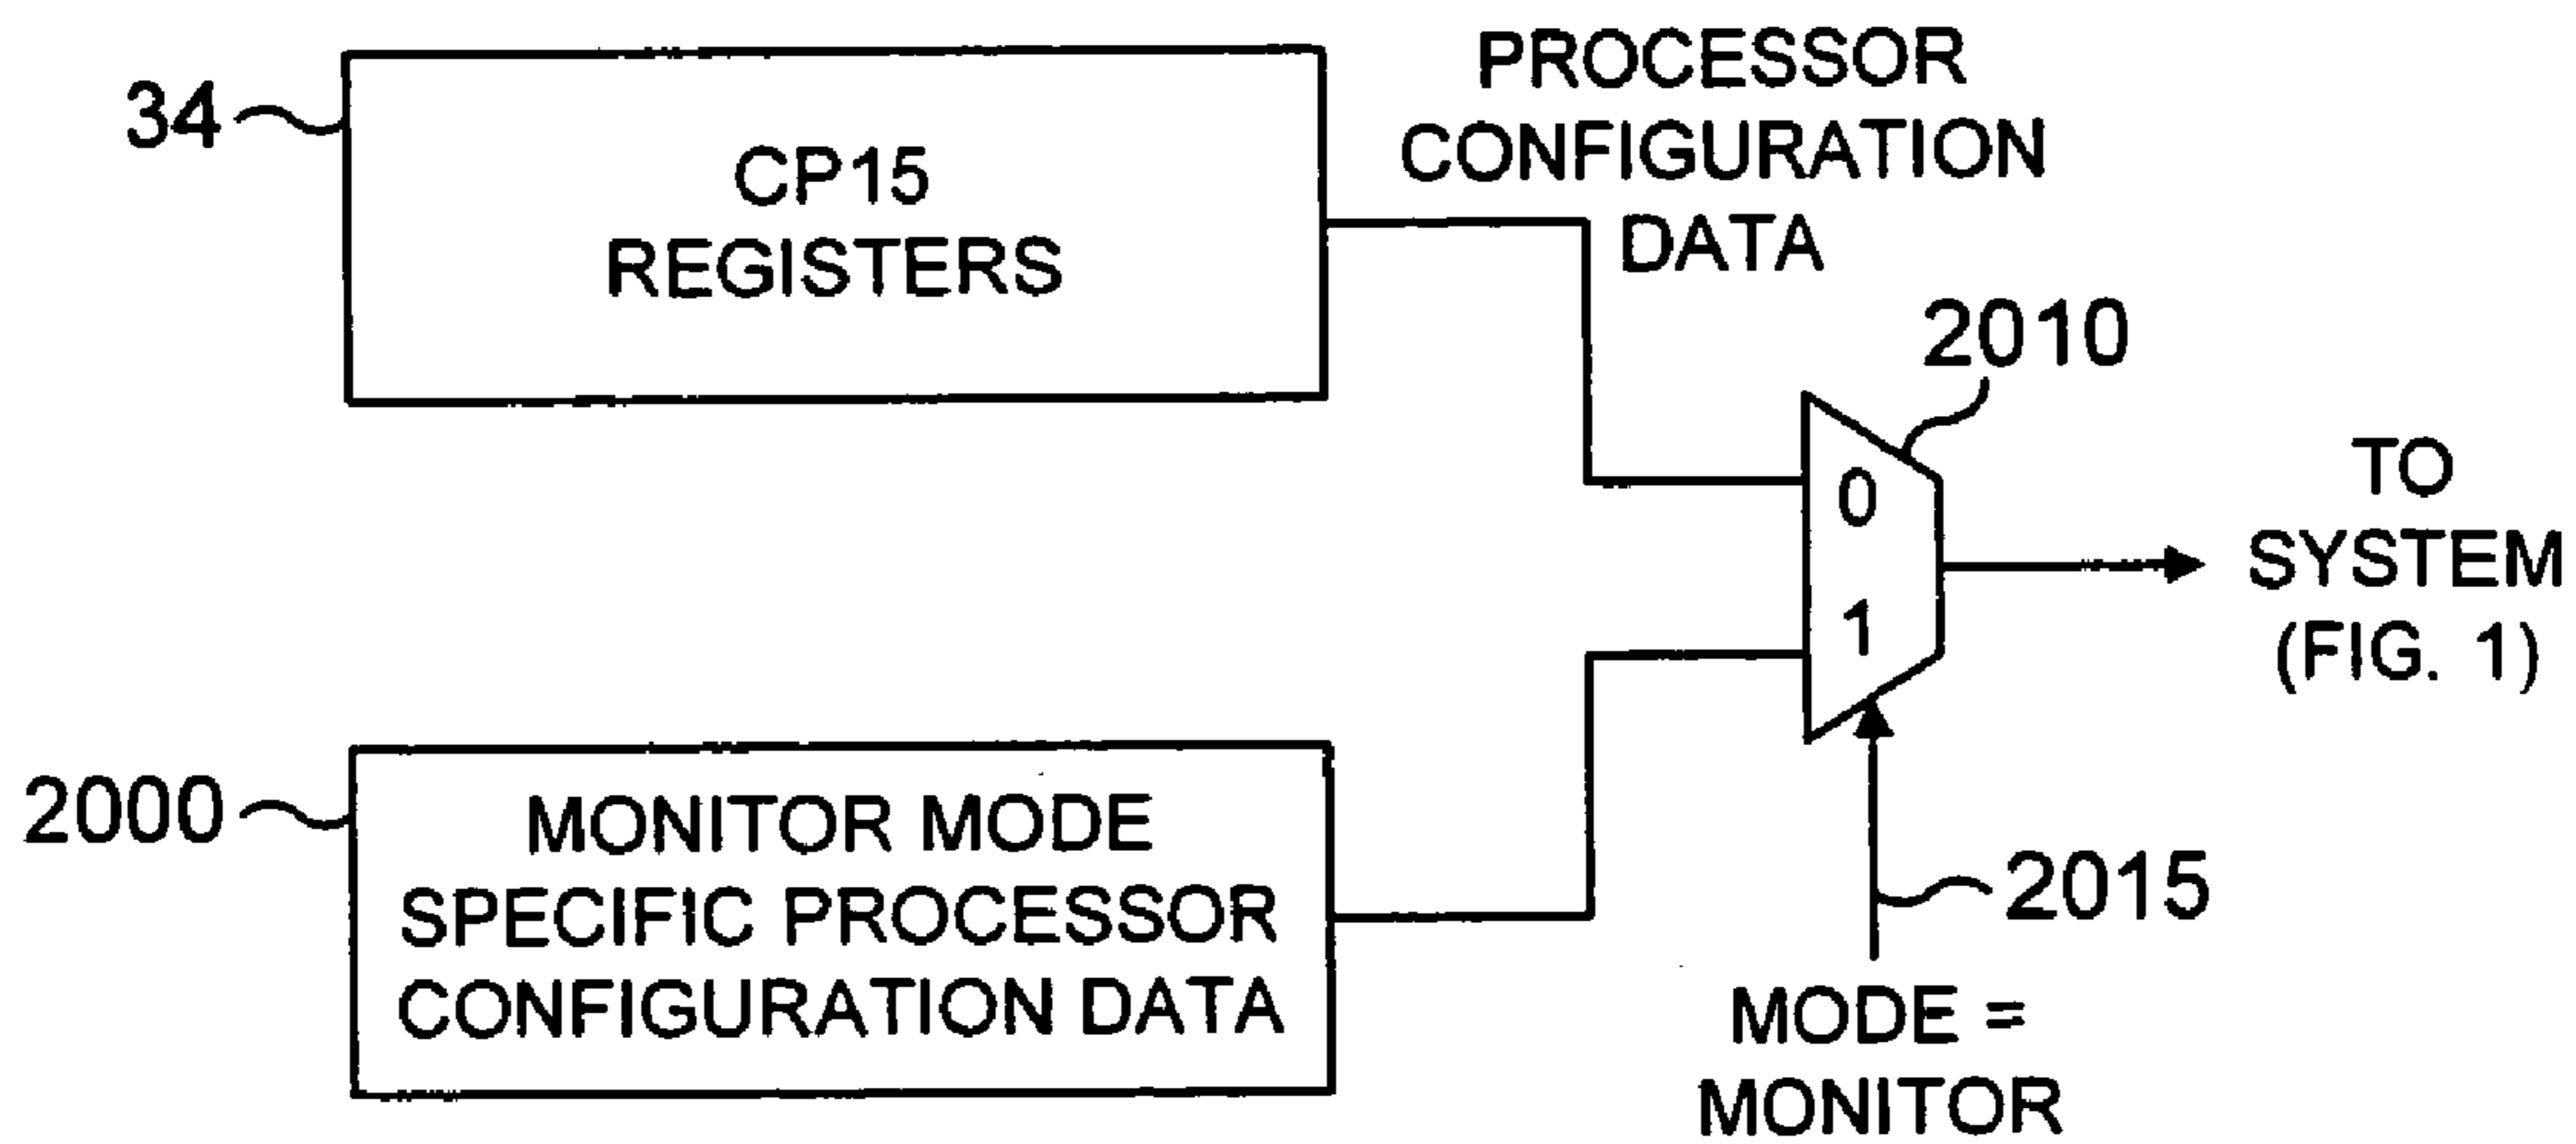 34
CP15
REGISTERS
PROCESSOR
CONFIGURATION
DATA
2010
0
1
TO
SYSTEM
(FIG. 1)
2000
MONITOR MODE
SPECIFIC PROCESSOR
CONFIGURATION DATA
2015
MODE =
MONITOR